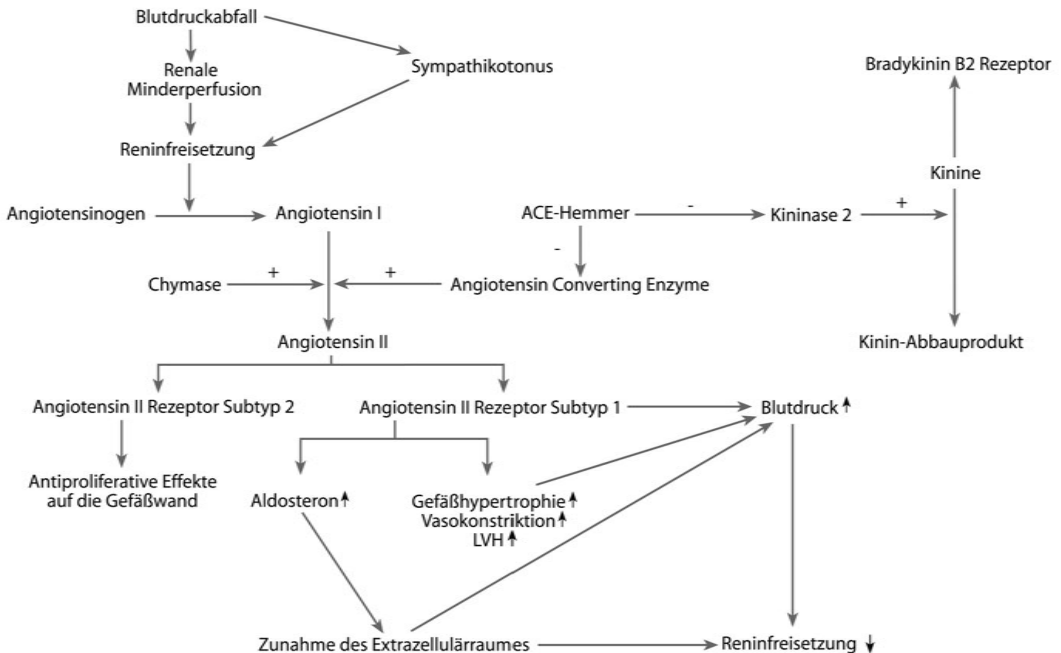 Blutdruckabfall
Sympathikotonus
Bradykinin B2 Rezeptor
Renale
Minderperfusion
Reninfreisetzung
Kinine
Angiotensinogen
Angiotensin I
ACE-Hemmer
-
Kininase 2
+
-
Chymase
+
+
Angiotensin Converting Enzyme
Angiotensin II
Kinin-Abbauprodukt
Angiotensin II Rezeptor Subtyp 2
Angiotensin II Rezeptor Subtyp 1
Blutdruck
Antiproliferative Effekte
auf die Gefäßwand
Aldosteron
Gefäßhypertrophie
Vasokonstriktion
LVH
Zunahme des Extrazellulärraumes
Reninfreisetzung